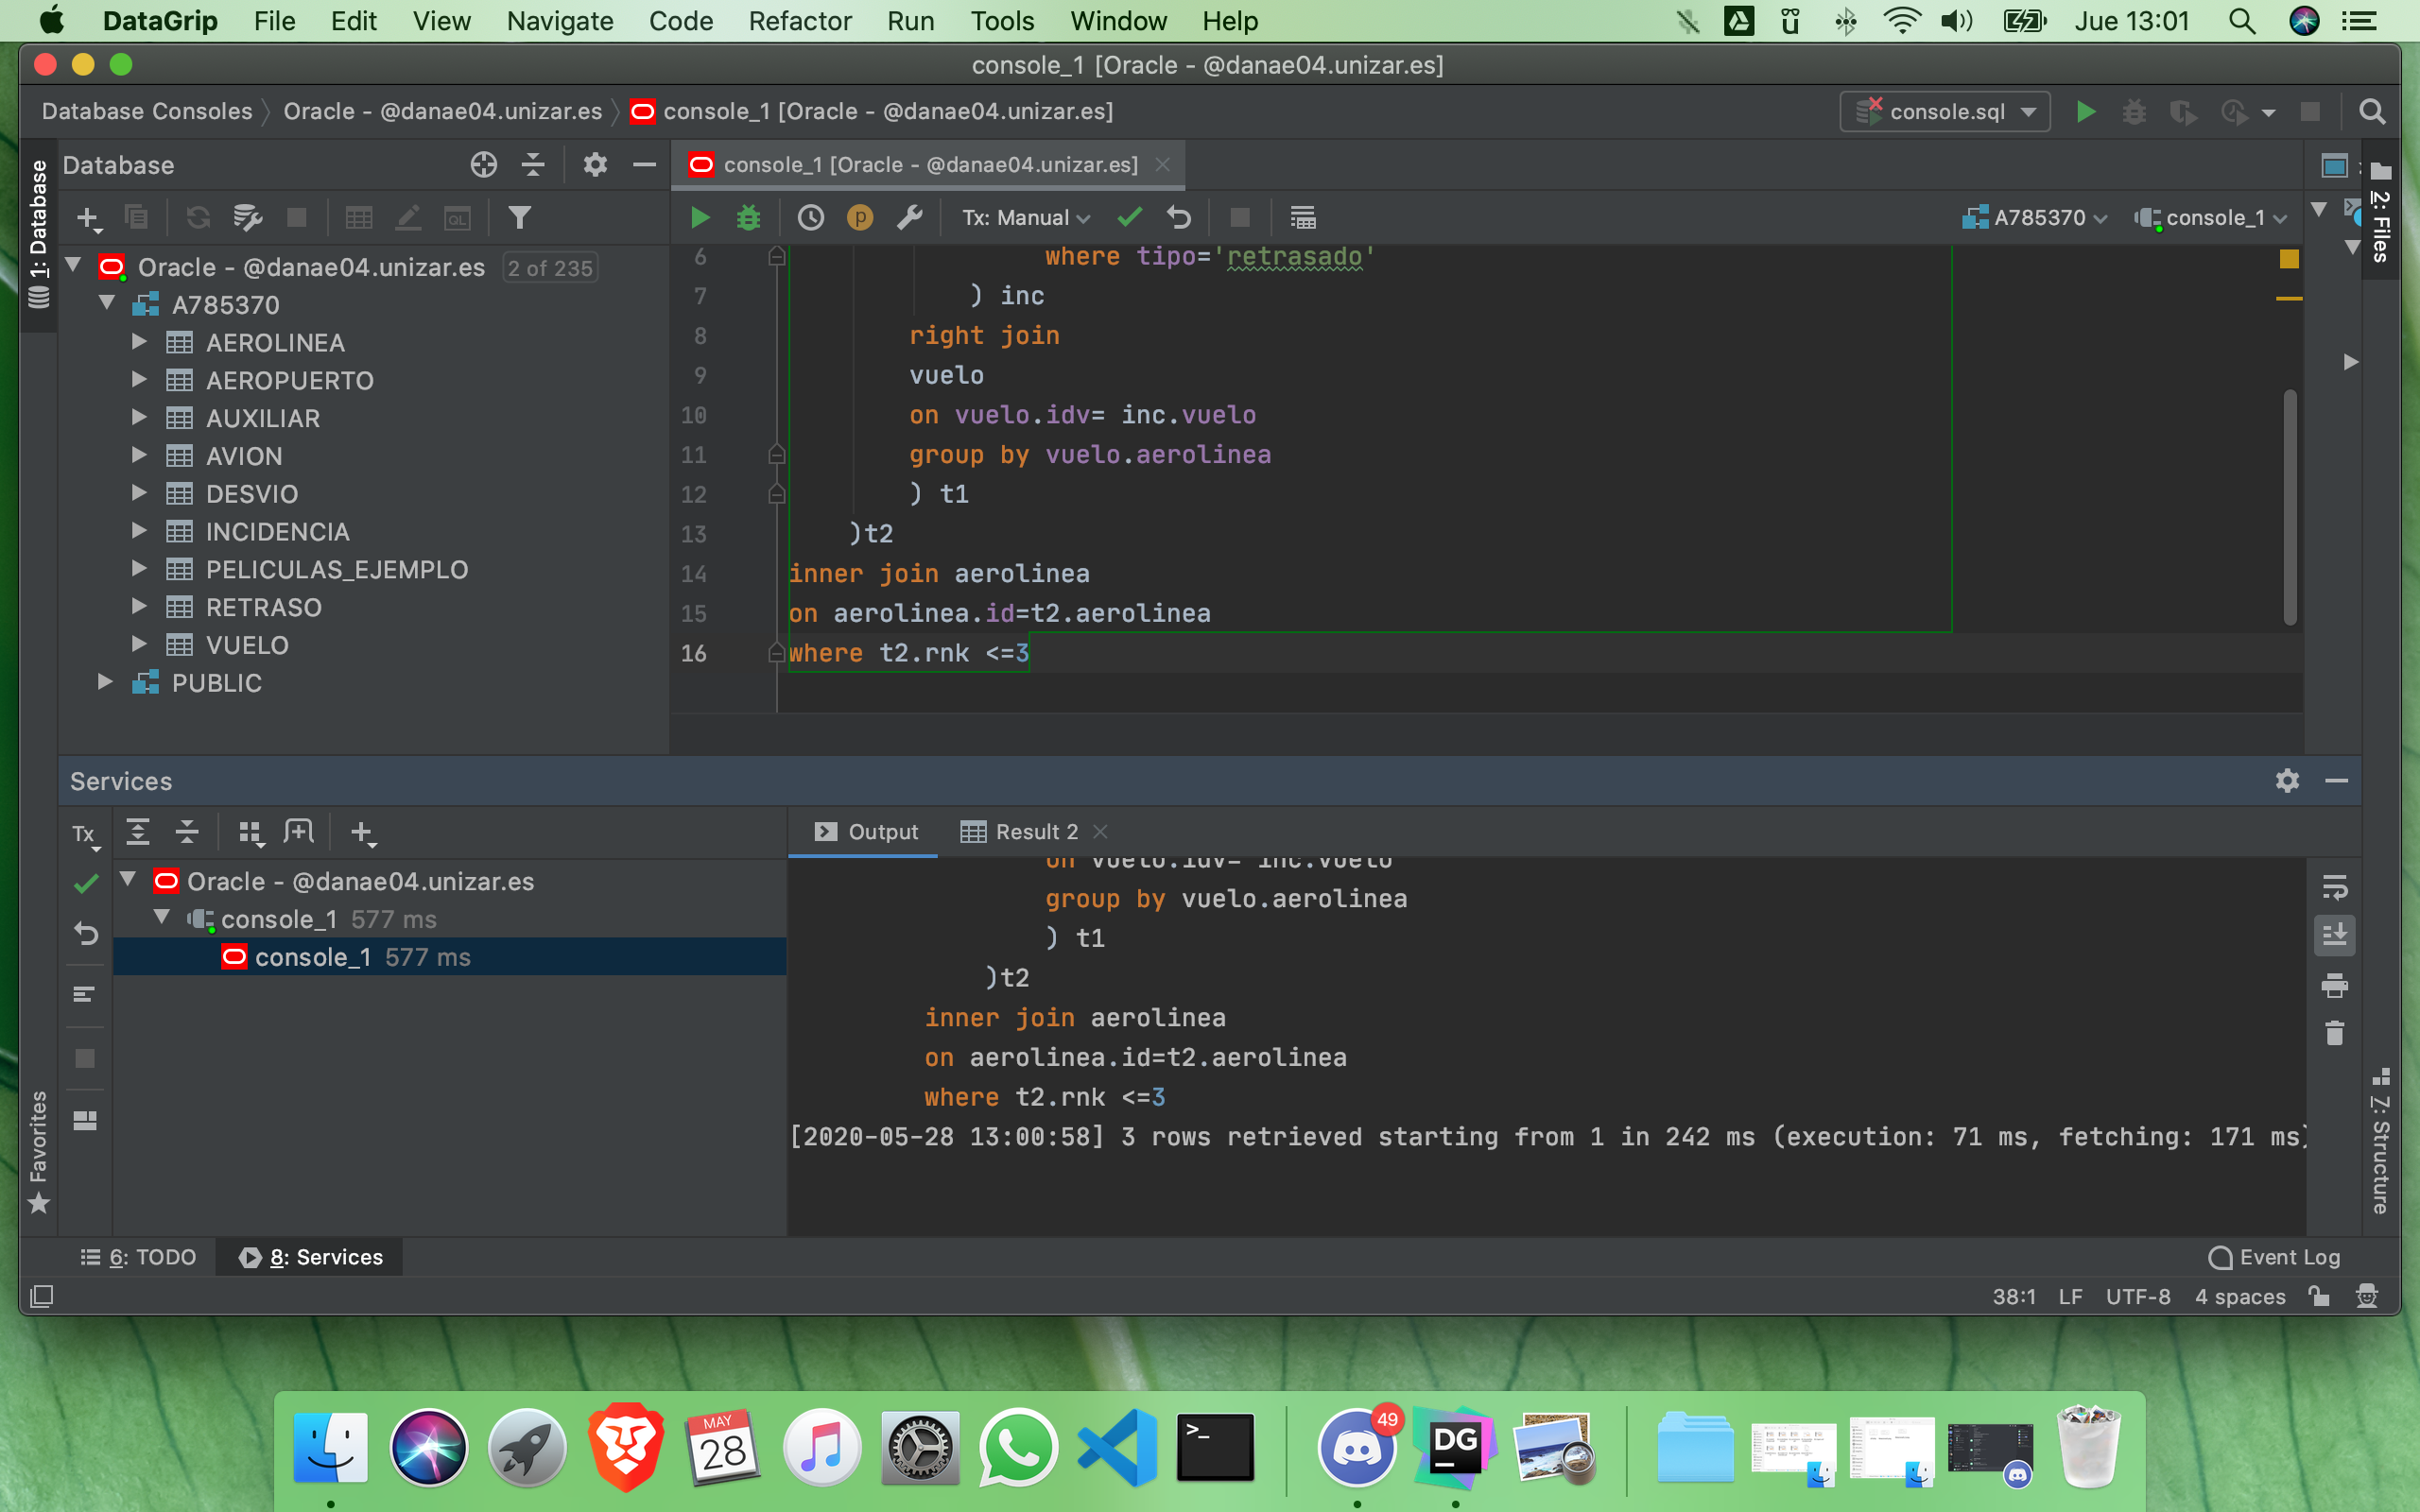 DataGrip File Edit View Navigate Code Refactor Run Tools Window Help Jue 13:01
console_1 [Oracle - @danae04.unizar.es]
Database Consoles Oracle - @danae04.unizar.es console_1 [Oracle - @danae04.unizar.es] console.sql
1: Database
Database
console_1 [Oracle - @danae04.unizar.es]
2: Files
QL
p
Tx: Manual
A785370
console_1
Oracle - @danae04.unizar.es 2 of 235
A785370
AEROLINEA
AEROPUERTO
AUXILIAR
AVION
DESVIO
INCIDENCIA
PELICULAS_EJEMPLO
RETRASO
VUELO
PUBLIC
6 where tipo='retrasado'
7 ) inc
8 right join
9 vuelo
10 on vuelo.idv= inc.vuelo
11 group by vuelo.aerolinea
12 ) t1
13 )t2
14 inner join aerolinea
15 on aerolinea.id=t2.aerolinea
16 where t2.rnk <=3
Services
Tx
Output Result 2
Oracle - @danae04.unizar.es
console_1 577 ms
console_1 577 ms
on vuelo.idv= inc.vuelo
group by vuelo.aerolinea
) t1
)t2
inner join aerolinea
on aerolinea.id=t2.aerolinea
where t2.rnk <=3
[2020-05-28 13:00:58] 3 rows retrieved starting from 1 in 242 ms (execution: 71 ms, fetching: 171 ms)
Favorites
7: Structure
6: TODO 8: Services Event Log
38:1 LF UTF-8 4 spaces
MAY
28
>_
49
DG